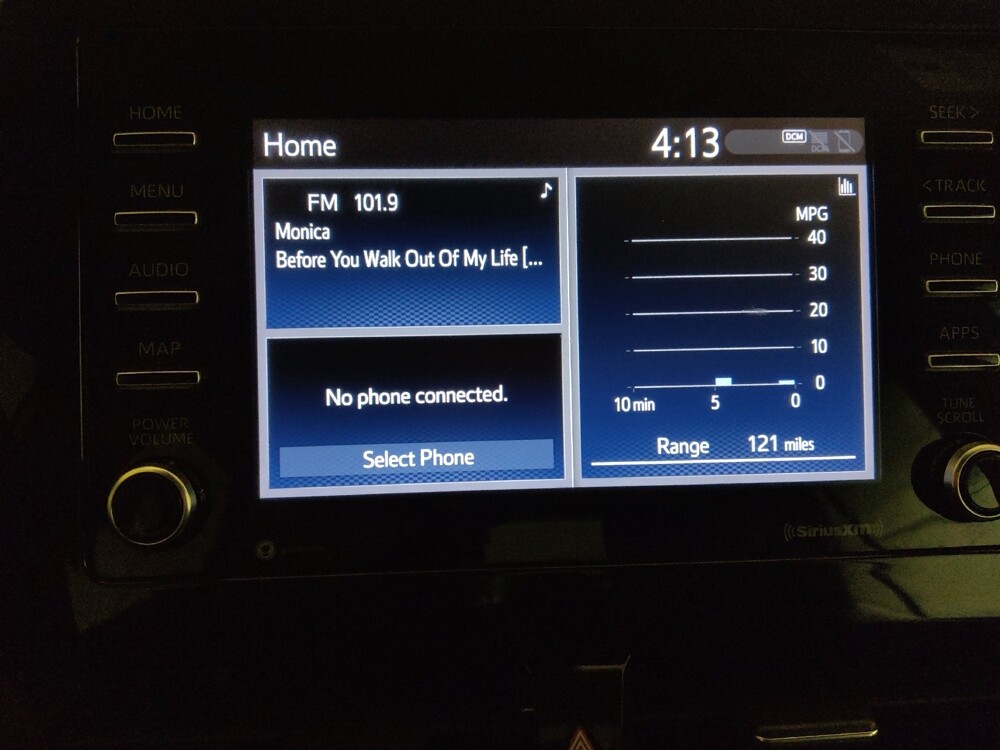 HOME
MENU
AUDIO
MAP
POWER
VOLUME
Home
4:13
DCM
DCM
FM 101.9
Monica
Before You Walk Out Of My Life [...
No phone connected.
Select Phone
MPG
40
30
20
10
0
10 min 5 0
Range 121 miles
SEEK >
< TRACK
PHONE
APPS
TUNE
SCROLL
((SiriusXM))